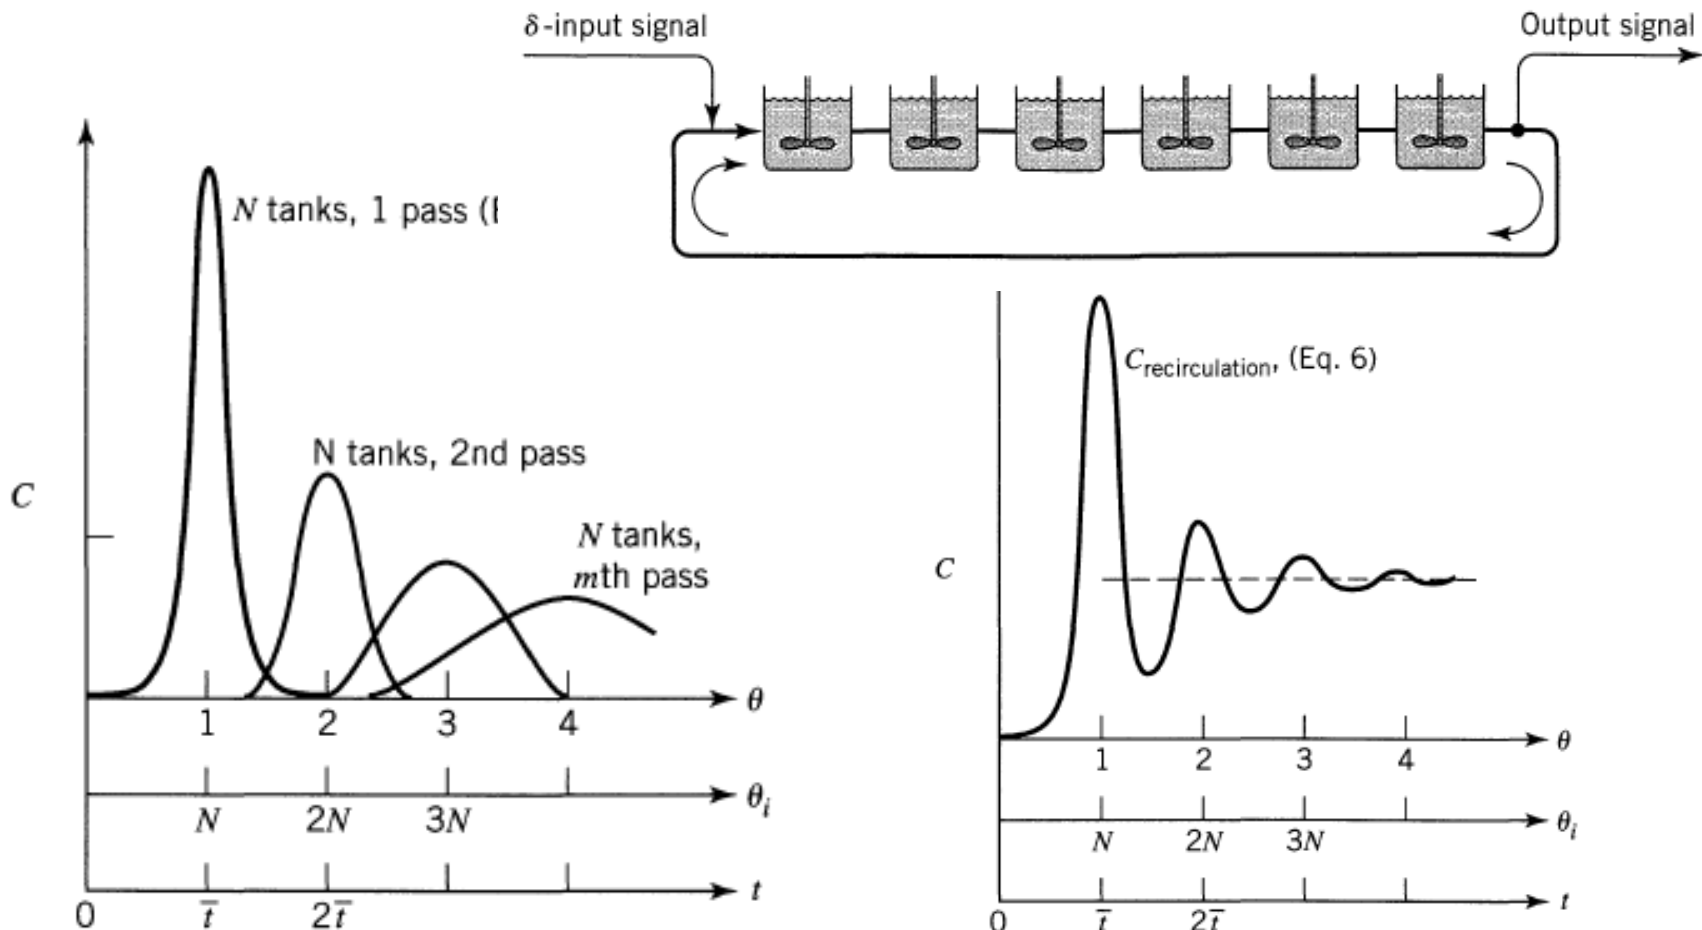 δ-input signal
Output signal
N tanks, 1 pass (
N tanks, 2nd pass
N tanks,
mth pass
C
θ
1 2 3 4
θi
N 2N 3N
t
0 t̅ 2t̅
Crecirculation, (Eq. 6)
C
θ
1 2 3 4
θi
N 2N 3N
t
0 t̅ 2t̅